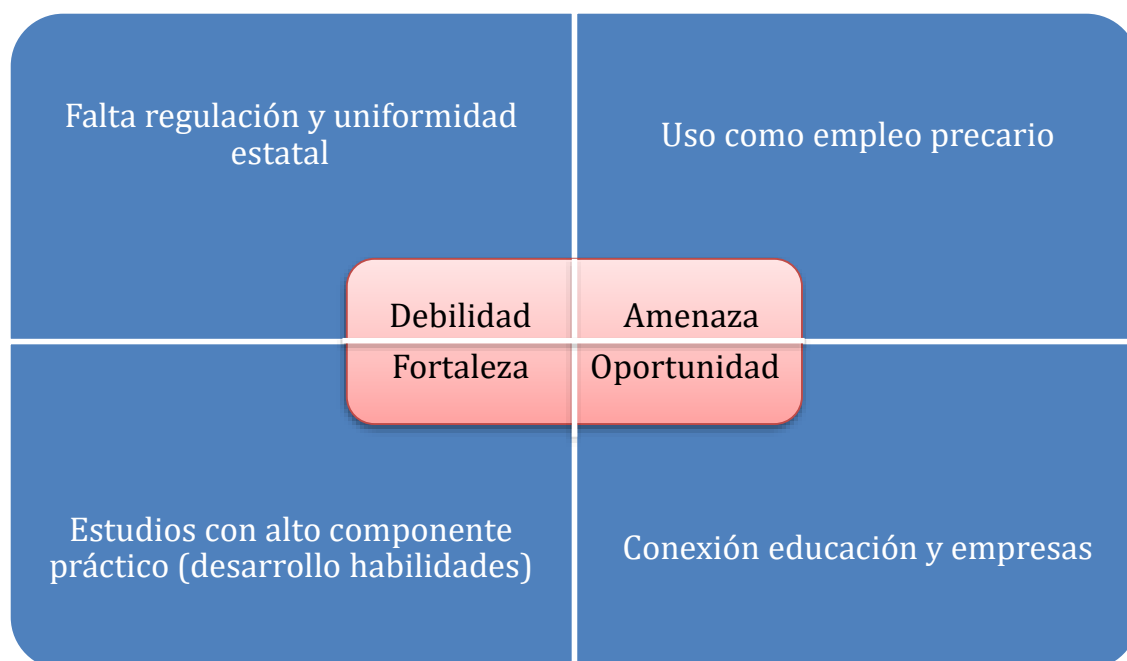 Falta regulación y uniformidad
estatal
Uso como empleo precario
Debilidad
Amenaza
Fortaleza
Oportunidad
Estudios con alto componente
práctico (desarrollo habilidades)
Conexión educación y empresas